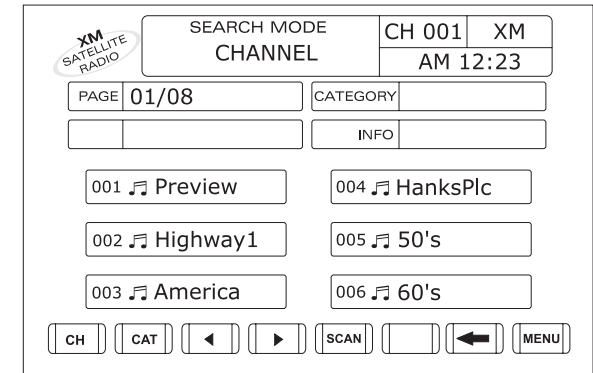 XM
SATELLITE
RADIO
SEARCH MODE
CHANNEL
CH 001 XM
AM 12:23
PAGE 01/08
CATEGORY
INFO
001 Preview
004 HanksPlc
002 Highway1
005 50's
003 America
006 60's
CH CAT SCAN MENU